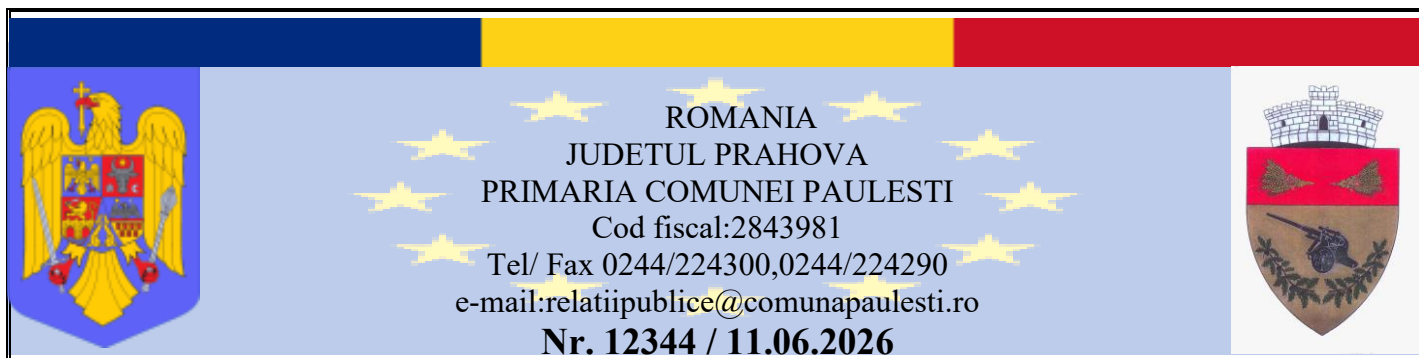 ROMANIA
JUDETUL PRAHOVA
PRIMARIA COMUNEI PAULESTI
Cod fiscal:2843981
Tel/ Fax 0244/224300,0244/224290
e-mail:relatiipublice@comunapaulesti.ro
Nr. 12344 / 11.06.2026